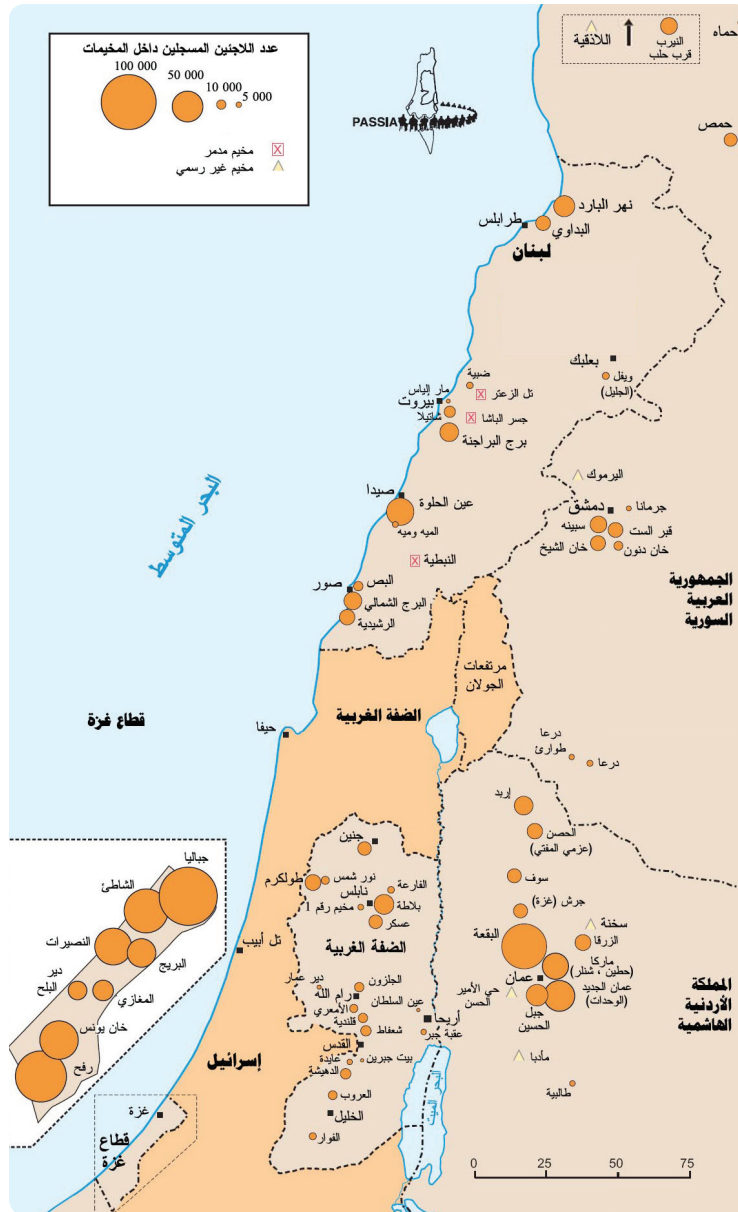 عدد اللاجئين المسجلين داخل المخيمات
100 000
50 000
10 000
5 000
مخيم مدمر
مخيم غير رسمي
PASSIA
اللاذقية
النيرب
قرب حلب
حماه
حمص
نهر البارد
البداوي
طرابلس
لبنان
بعلبك
ويفل
(الجليل)
ضبية
مار إلياس
تل الزعتر
بيروت
شاتيلا
جسر الباشا
برج البراجنة
اليرموك
صيدا
عين الحلوة
الميه وميه
النبطية
جرمانا
دمشق
سبينه
قبر الست
خان الشيخ
خان دنون
البص
صور
البرج الشمالي
الرشيدية
الجمهورية
العربية
السورية
البحر المتوسط
مرتفعات
الجولان
الضفة الغربية
قطاع غزة
حيفا
درعا
طوارئ
درعا
إربد
الحصن
(عزمي المفتي)
سوف
جرش (غزة)
سخنة
الزرقا
البقعة
ماركا
(حطين ، شنلر)
عمان
عمان الجديد
(الوحدات)
جبل
الحسين
حي الأمير
الحسن
مادبا
طالبية
المملكة
الأردنية
الهاشمية
جنين
نور شمس
طولكرم
الفارعة
نابلس
بلاطة
مخيم رقم 1
عسكر
الضفة الغربية
تل أبيب
دير عمار
الجلزون
رام الله
عين السلطان
الأمعري
قلندية
أريحا
شعفاط
عقبة جبر
القدس
عايدة
بيت جبرين
الدهيشة
العروب
الخليل
الفوار
البحر الميت
إسرائيل
جباليا
الشاطئ
النصيرات
البريج
دير
البلح
المغازي
خان يونس
رفح
غزة
قطاع
غزة
0
25
50
75